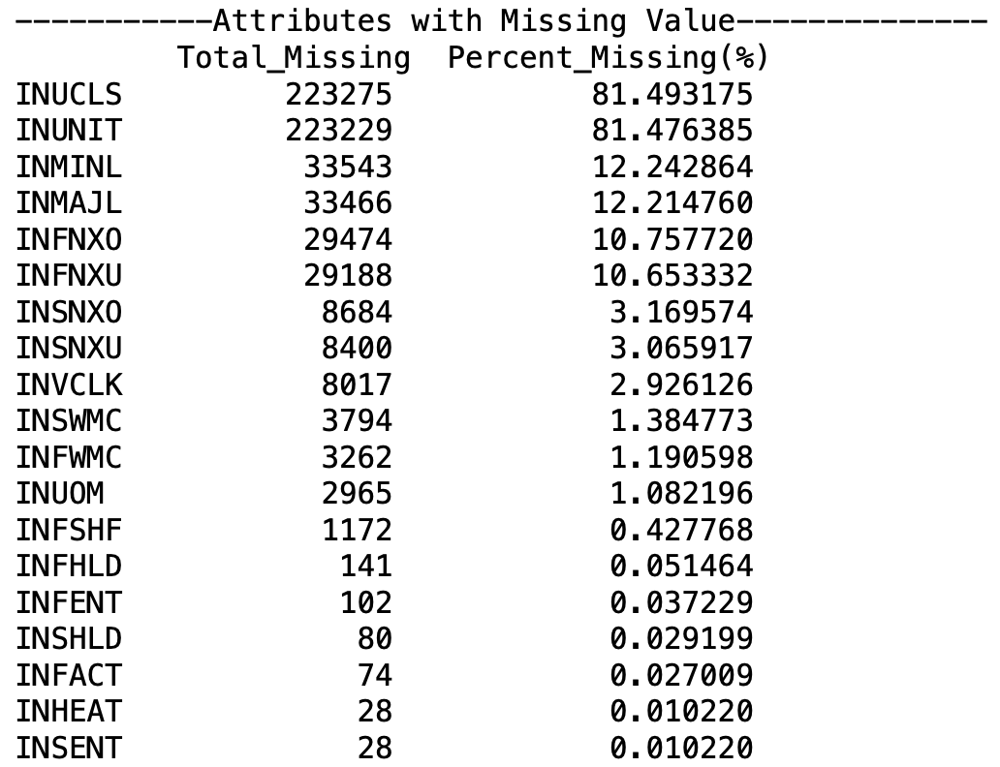 -----------Attributes with Missing Value--------------
Total_Missing  Percent_Missing(%)
INUCLS         223275           81.493175
INUNIT         223229           81.476385
INMINL          33543           12.242864
INMAJL          33466           12.214760
INFNXO          29474           10.757720
INFNXU          29188           10.653332
INSNXO           8684            3.169574
INSNXU           8400            3.065917
INVCLK           8017            2.926126
INSWMC           3794            1.384773
INFWMC           3262            1.190598
INUOM            2965            1.082196
INFSHF           1172            0.427768
INFHLD            141            0.051464
INFENT            102            0.037229
INSHLD             80            0.029199
INFACT             74            0.027009
INHEAT             28            0.010220
INSENT             28            0.010220